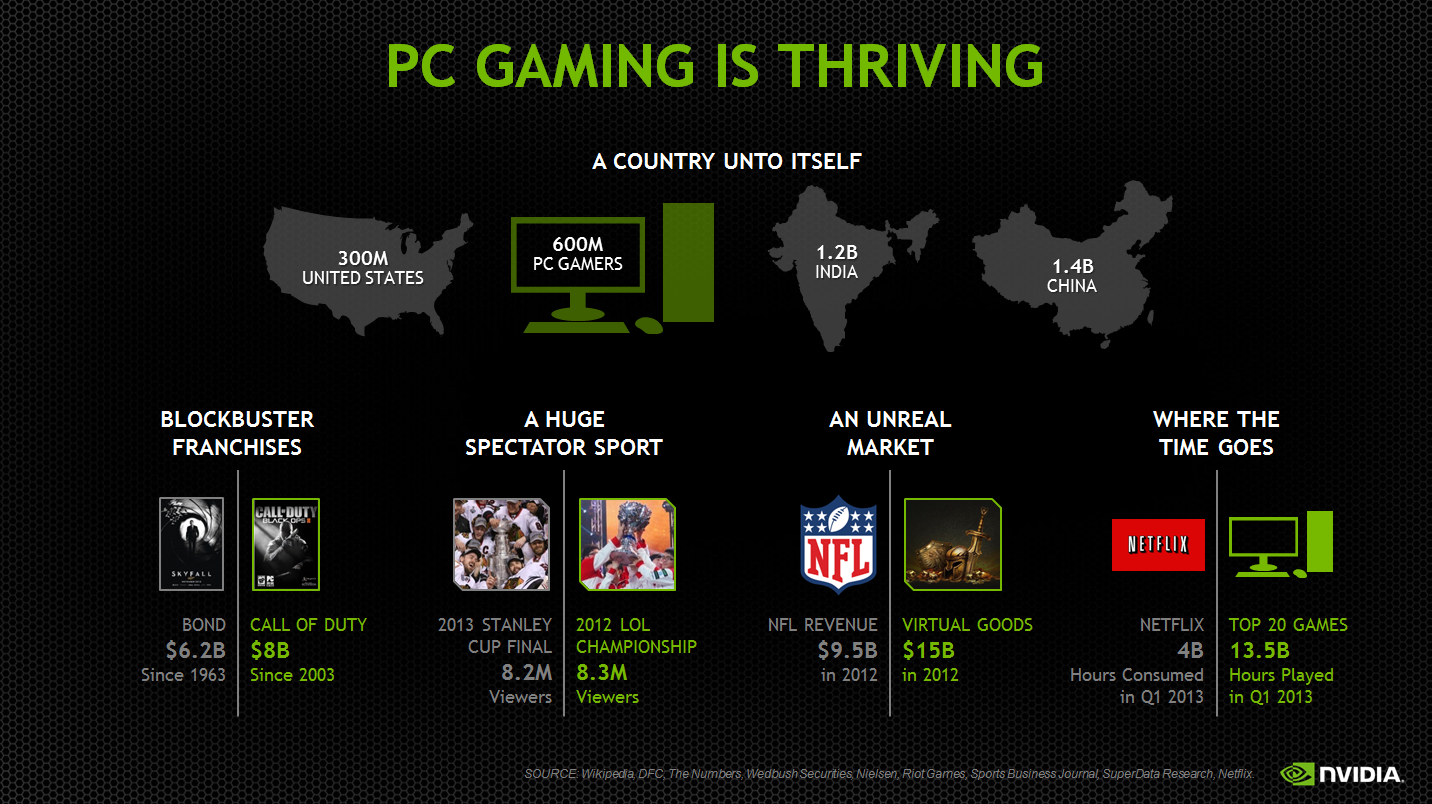 PC GAMING IS THRIVING
A COUNTRY UNTO ITSELF
300M
UNITED STATES
600M
PC GAMERS
1.2B
INDIA
1.4B
CHINA
BLOCKBUSTER
FRANCHISES
SKYFALL
CALL OF DUTY
BLACK OPS II
PC
BOND
$6.2B
Since 1963
CALL OF DUTY
$8B
Since 2003
A HUGE
SPECTATOR SPORT
2013 STANLEY
CUP FINAL
8.2M
Viewers
2012 LOL
CHAMPIONSHIP
8.3M
Viewers
AN UNREAL
MARKET
NFL
NFL REVENUE
$9.5B
in 2012
VIRTUAL GOODS
$15B
in 2012
WHERE THE
TIME GOES
NETFLIX
NETFLIX
4B
Hours Consumed
in Q1 2013
TOP 20 GAMES
13.5B
Hours Played
in Q1 2013
SOURCE: Wikipedia, DFC, The Numbers, Wedbush Securities, Nielsen, Riot Games, Sports Business Journal, SuperData Research, Netflix.
NVIDIA.